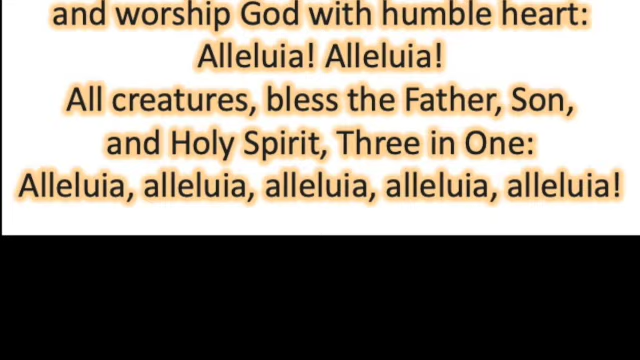 and worship God with humble heart:
Alleluia! Alleluia!
All creatures, bless the Father, Son,
and Holy Spirit, Three in One:
Alleluia, alleluia, alleluia, alleluia, alleluia!